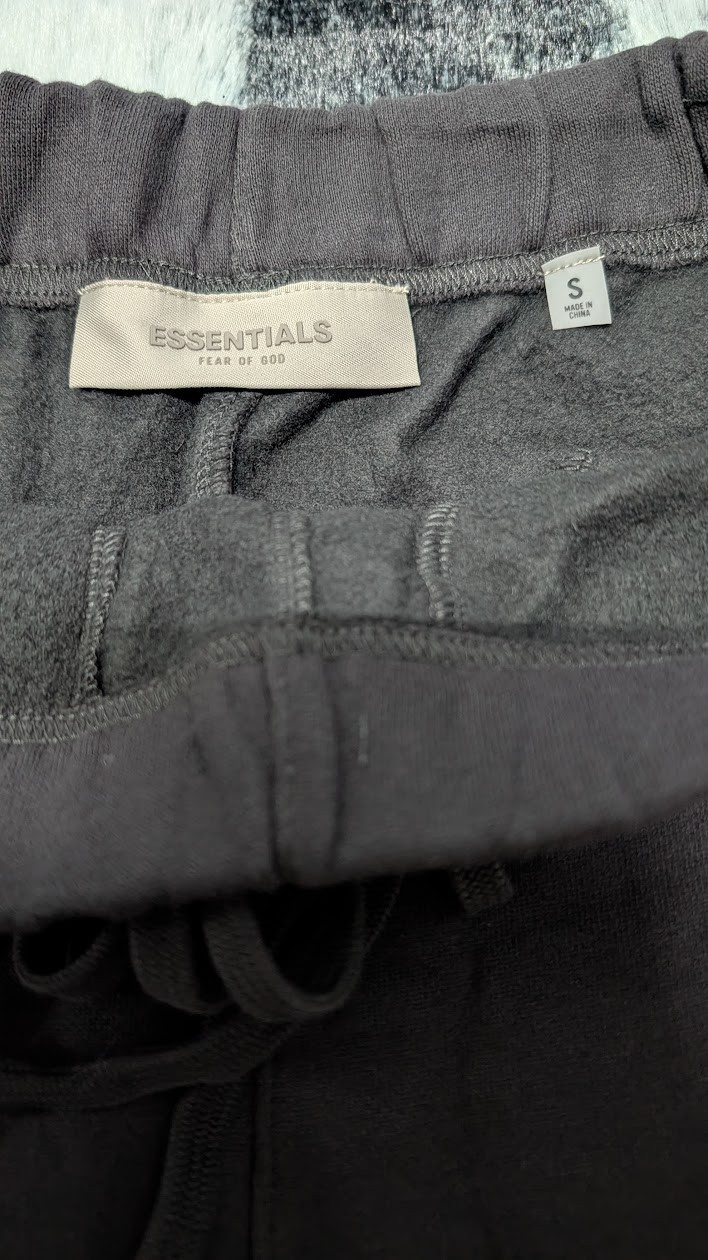 ESSENTIALS
FEAR OF GOD
S
MADE IN
CHINA